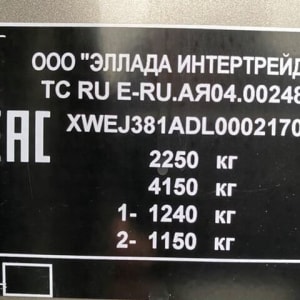 ООО "ЭЛЛАДА ИНТЕРТРЕЙД
ТС RU E-RU.АЯ04.00248
EAC
XWEJ381ADL0002170
2250 кг
4150 кг
1- 1240 кг
2- 1150 кг